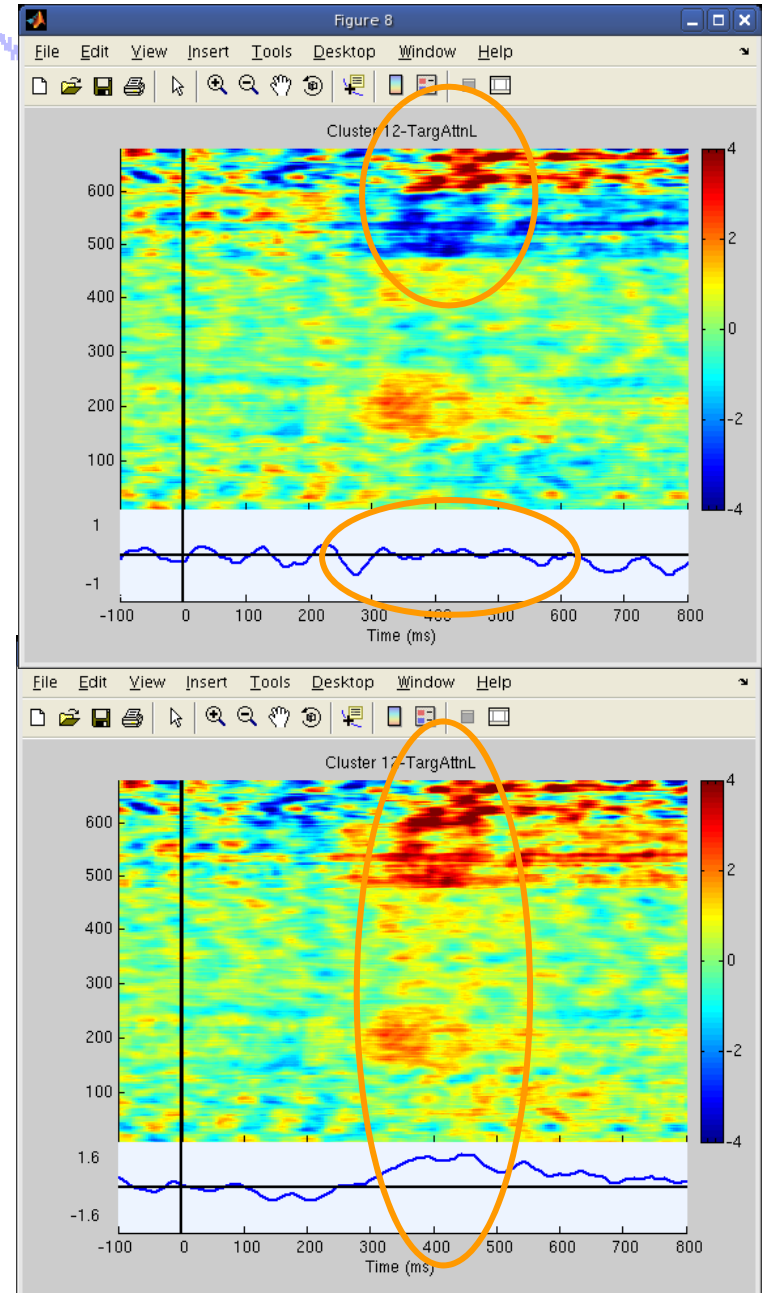 Figure 8
File Edit View Insert Tools Desktop Window Help
Cluster 12-TargAttnL
600
500
400
300
200
100
4
2
0
-2
-4
1
-1
-100 0 100 200 300 400 500 600 700 800
Time (ms)
File Edit View Insert Tools Desktop Window Help
Cluster 12-TargAttnL
600
500
400
300
200
100
4
2
0
-2
-4
1.6
-1.6
-100 0 100 200 300 400 500 600 700 800
Time (ms)